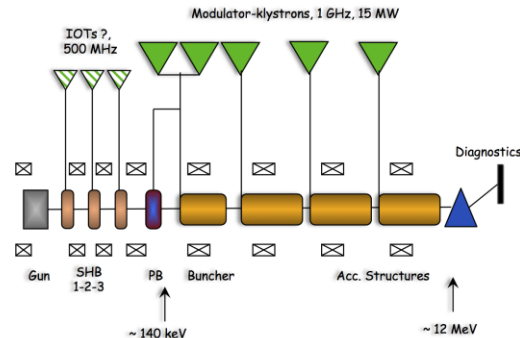 Modulator-klystrons, 1 GHz, 15 MW
IOTs ?,
500 MHz
Diagnostics
Gun
SHB
1-2-3
PB
Buncher
Acc. Structures
~ 140 keV
~ 12 MeV